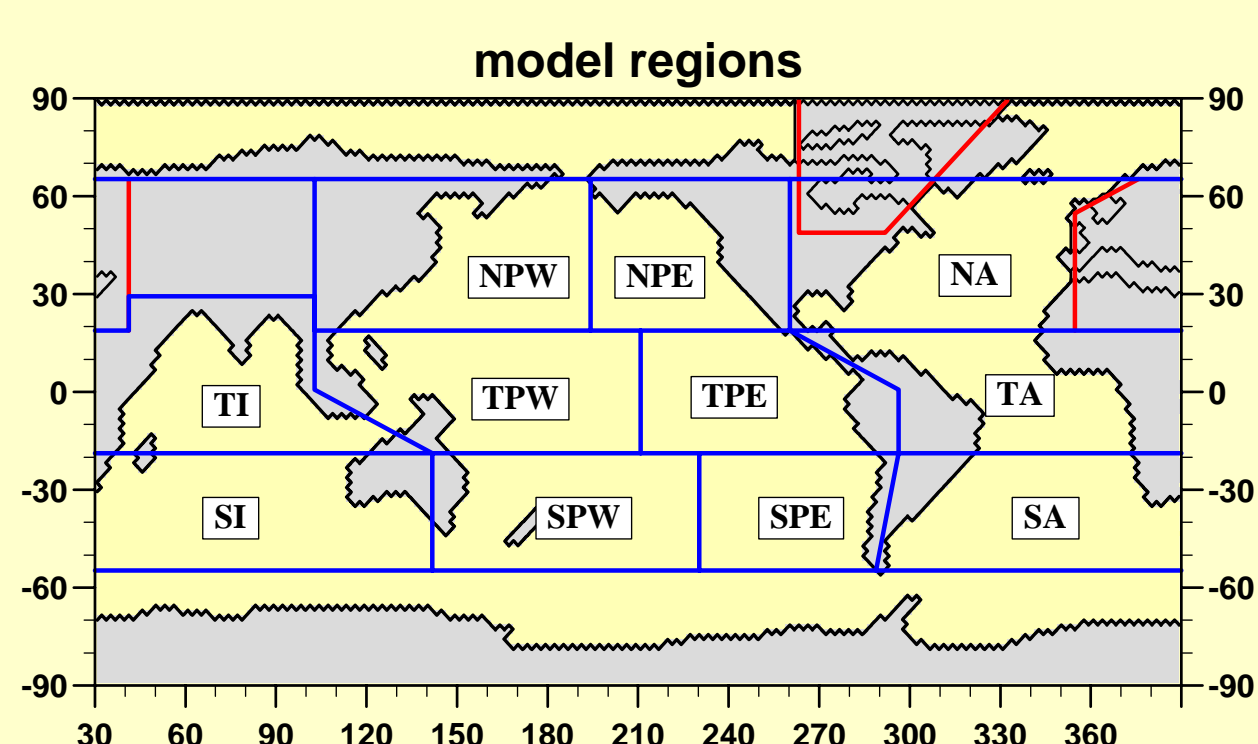 model regions
90 90
60 60
NPW NPE NA
30 30
TI TPW TPE TA
0 0
-30 -30
SI SPW SPE SA
-60 -60
-90 -90
30 60 90 120 150 180 210 240 270 300 330 360